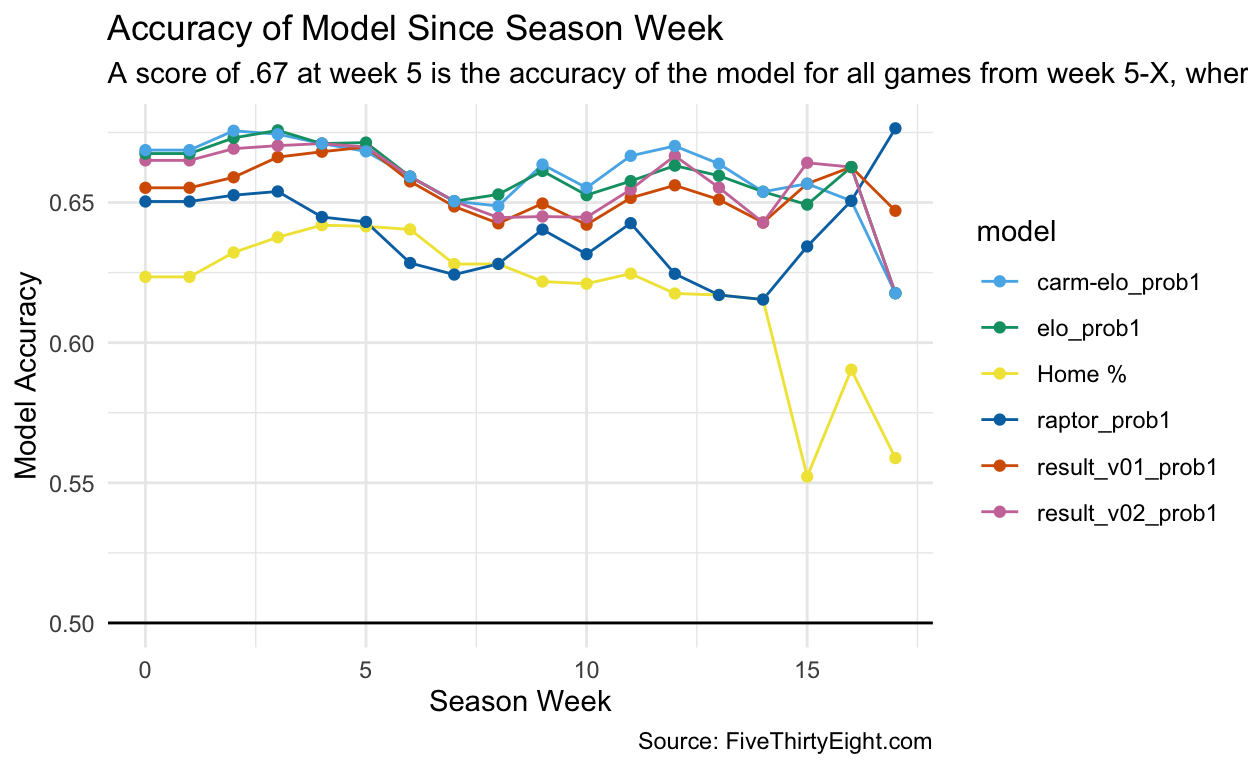 Accuracy of Model Since Season Week
A score of .67 at week 5 is the accuracy of the model for all games from week 5-X, wher
Model Accuracy
0.65
0.60
0.55
0.50
0 5 10 15
Season Week
model
carm-elo_prob1
elo_prob1
Home %
raptor_prob1
result_v01_prob1
result_v02_prob1
Source: FiveThirtyEight.com